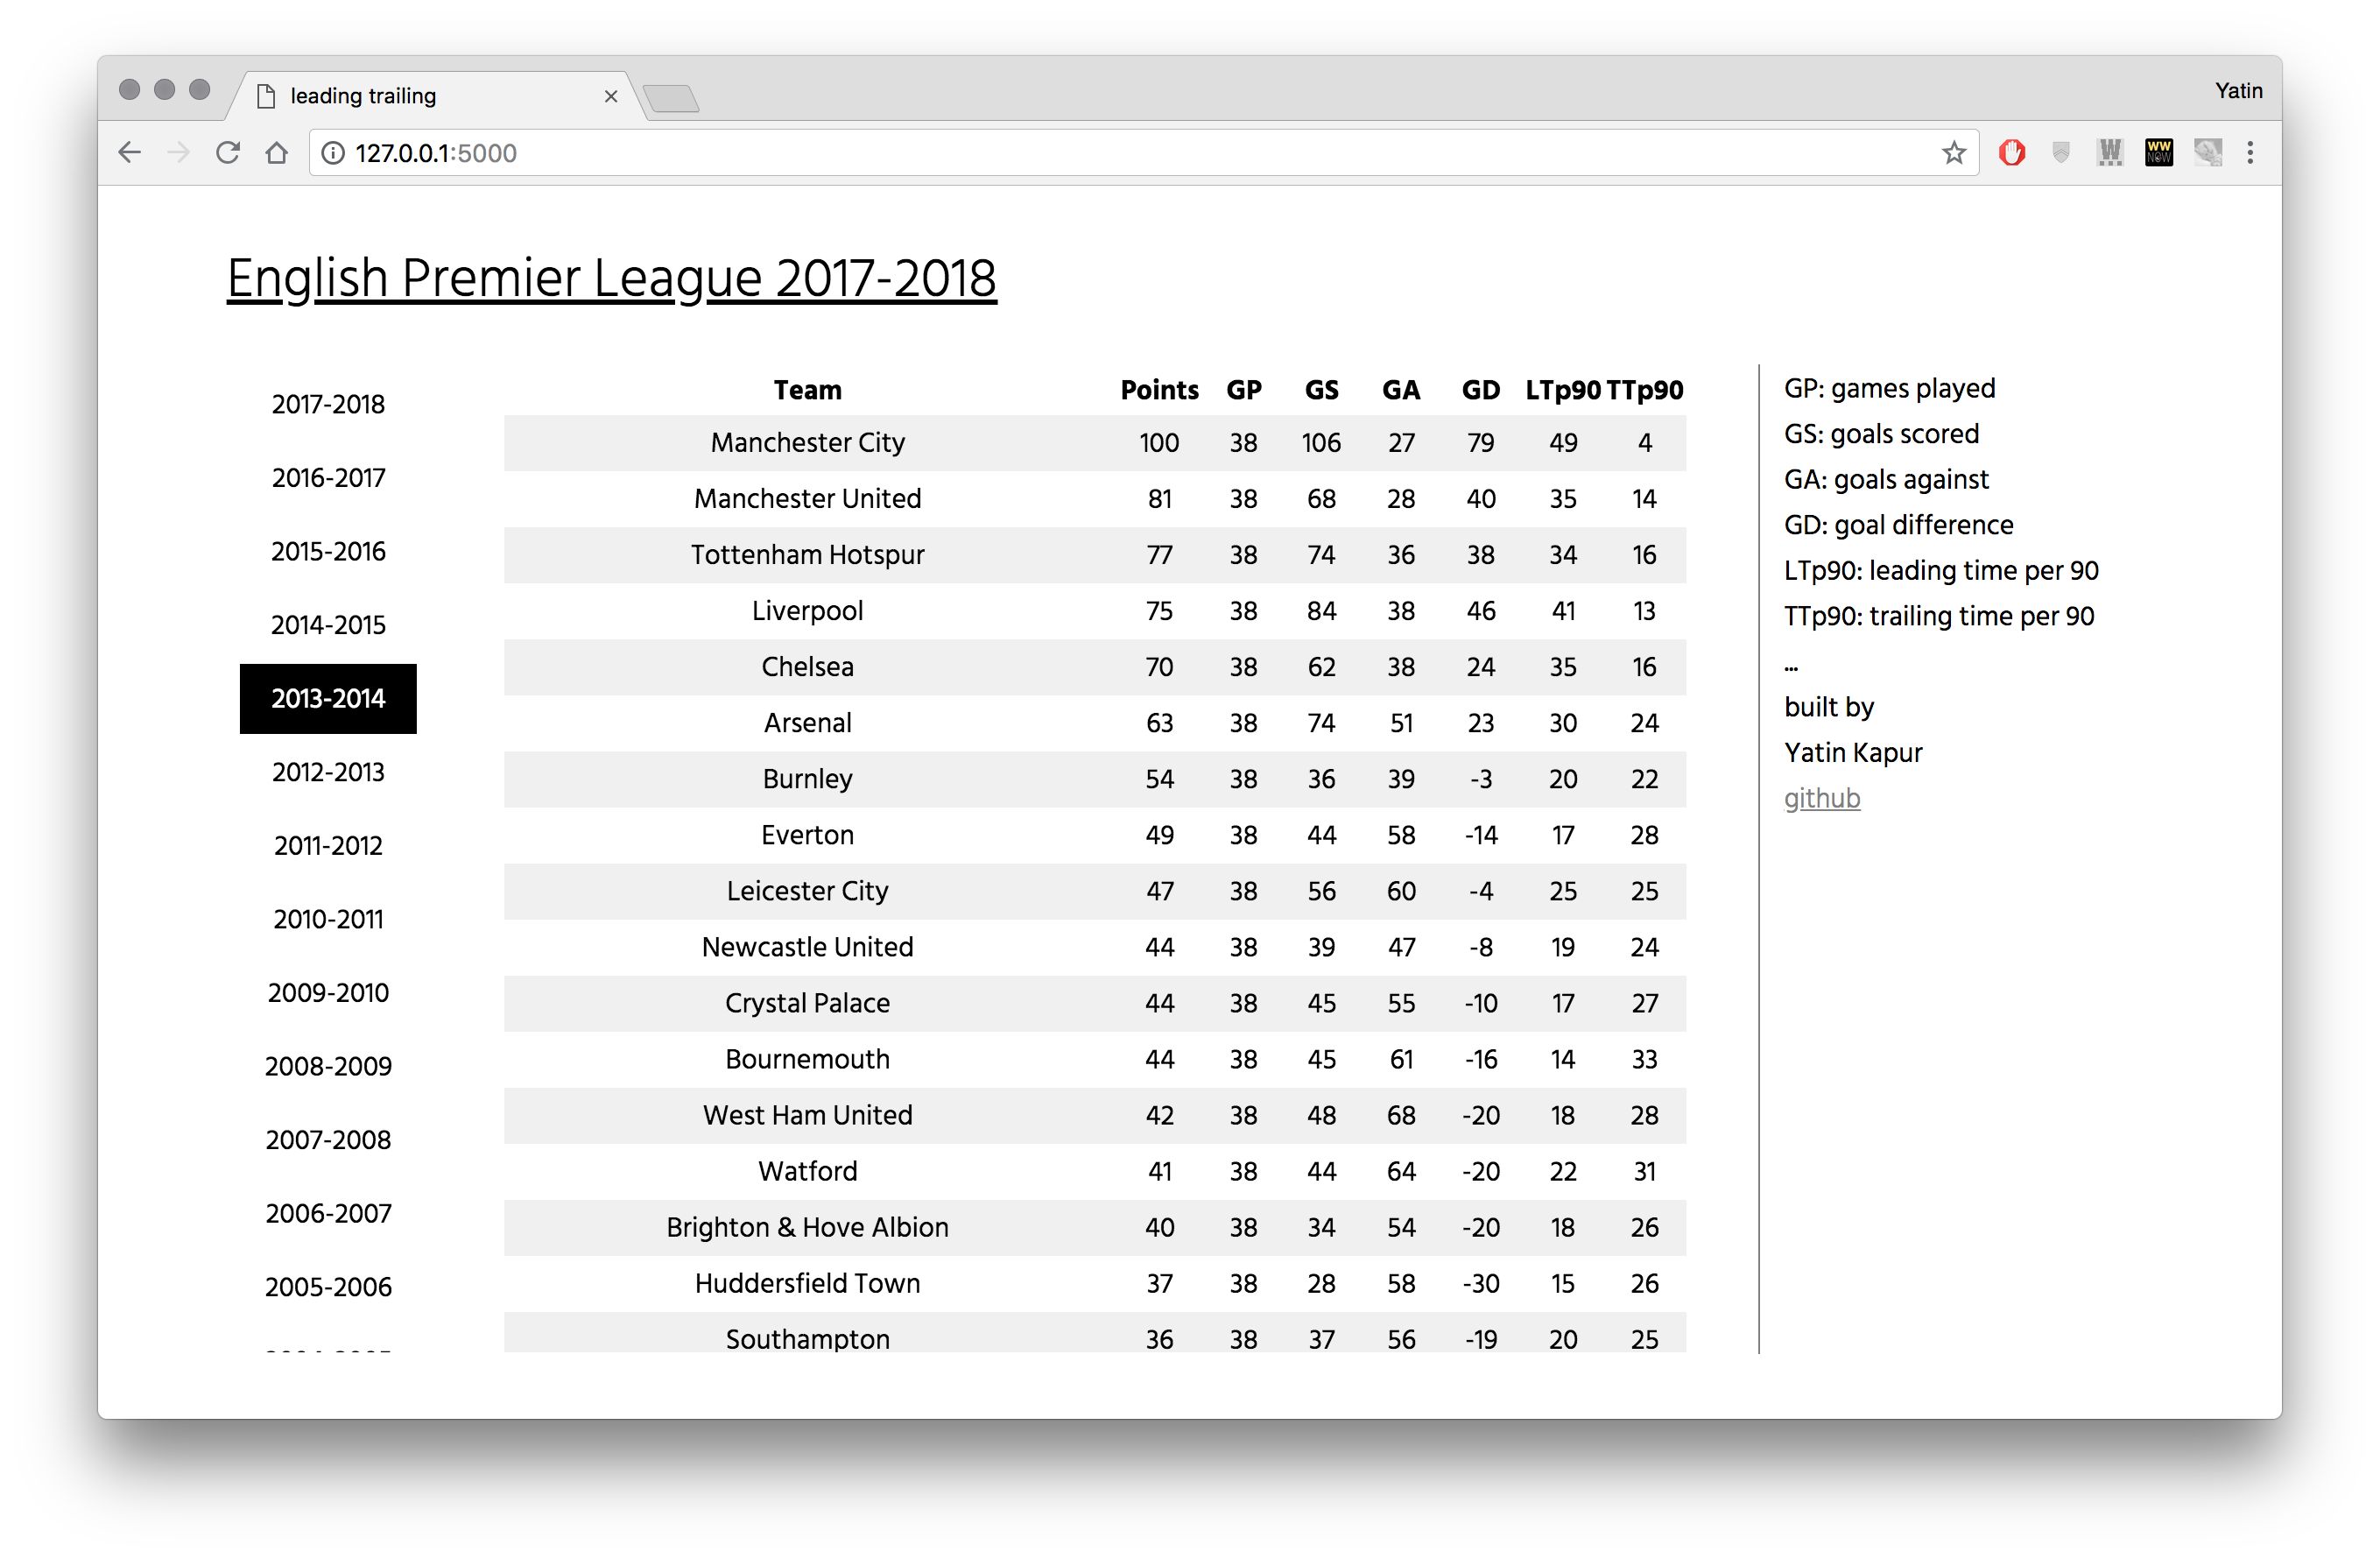 leading trailing
Yatin
127.0.0.1:5000
WW
NOW
English Premier League 2017-2018
2017-2018
2016-2017
2015-2016
2014-2015
2013-2014
2012-2013
2011-2012
2010-2011
2009-2010
2008-2009
2007-2008
2006-2007
2005-2006
Team Points GP GS GA GD LTp90 TTp90
Manchester City 100 38 106 27 79 49 4
Manchester United 81 38 68 28 40 35 14
Tottenham Hotspur 77 38 74 36 38 34 16
Liverpool 75 38 84 38 46 41 13
Chelsea 70 38 62 38 24 35 16
Arsenal 63 38 74 51 23 30 24
Burnley 54 38 36 39 -3 20 22
Everton 49 38 44 58 -14 17 28
Leicester City 47 38 56 60 -4 25 25
Newcastle United 44 38 39 47 -8 19 24
Crystal Palace 44 38 45 55 -10 17 27
Bournemouth 44 38 45 61 -16 14 33
West Ham United 42 38 48 68 -20 18 28
Watford 41 38 44 64 -20 22 31
Brighton & Hove Albion 40 38 34 54 -20 18 26
Huddersfield Town 37 38 28 58 -30 15 26
Southampton 36 38 37 56 -19 20 25
GP: games played
GS: goals scored
GA: goals against
GD: goal difference
LTp90: leading time per 90
TTp90: trailing time per 90
...
built by
Yatin Kapur
github